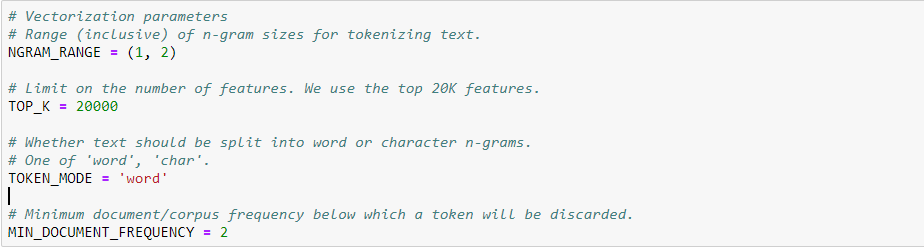 # Vectorization parameters
# Range (inclusive) of n-gram sizes for tokenizing text.
NGRAM_RANGE = (1, 2)
# Limit on the number of features. We use the top 20K features.
TOP_K = 20000
# Whether text should be split into word or character n-grams.
# One of 'word', 'char'.
TOKEN_MODE = 'word'
# Minimum document/corpus frequency below which a token will be discarded.
MIN_DOCUMENT_FREQUENCY = 2